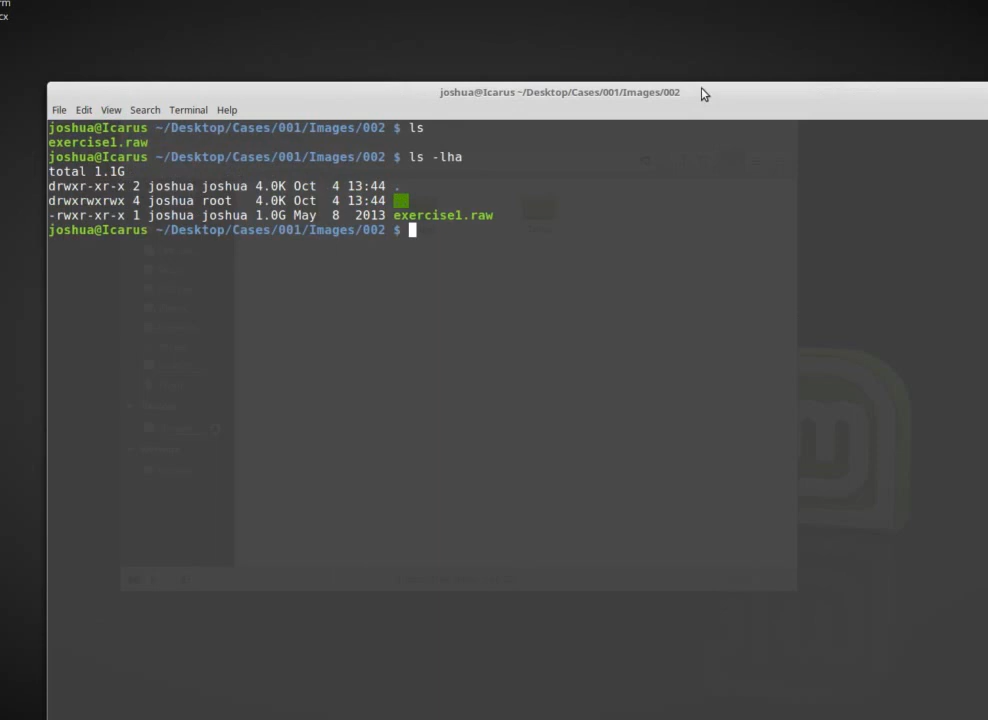 rm
cx
joshua@Icarus ~/Desktop/Cases/001/Images/002
File Edit View Search Terminal Help
joshua@Icarus ~/Desktop/Cases/001/Images/002 $ ls
exercise1.raw
joshua@Icarus ~/Desktop/Cases/001/Images/002 $ ls -lha
total 1.1G
drwxr-xr-x 2 joshua joshua 4.0K Oct  4 13:44 .
drwxrwxrwx 4 joshua root   4.0K Oct  4 13:44
-rwxr-xr-x 1 joshua joshua 1.0G May  8  2013 exercise1.raw
joshua@Icarus ~/Desktop/Cases/001/Images/002 $